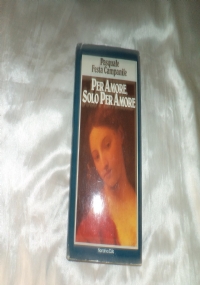 Pasquale
Festa Campanile
PER AMORE,
SOLO PER AMORE